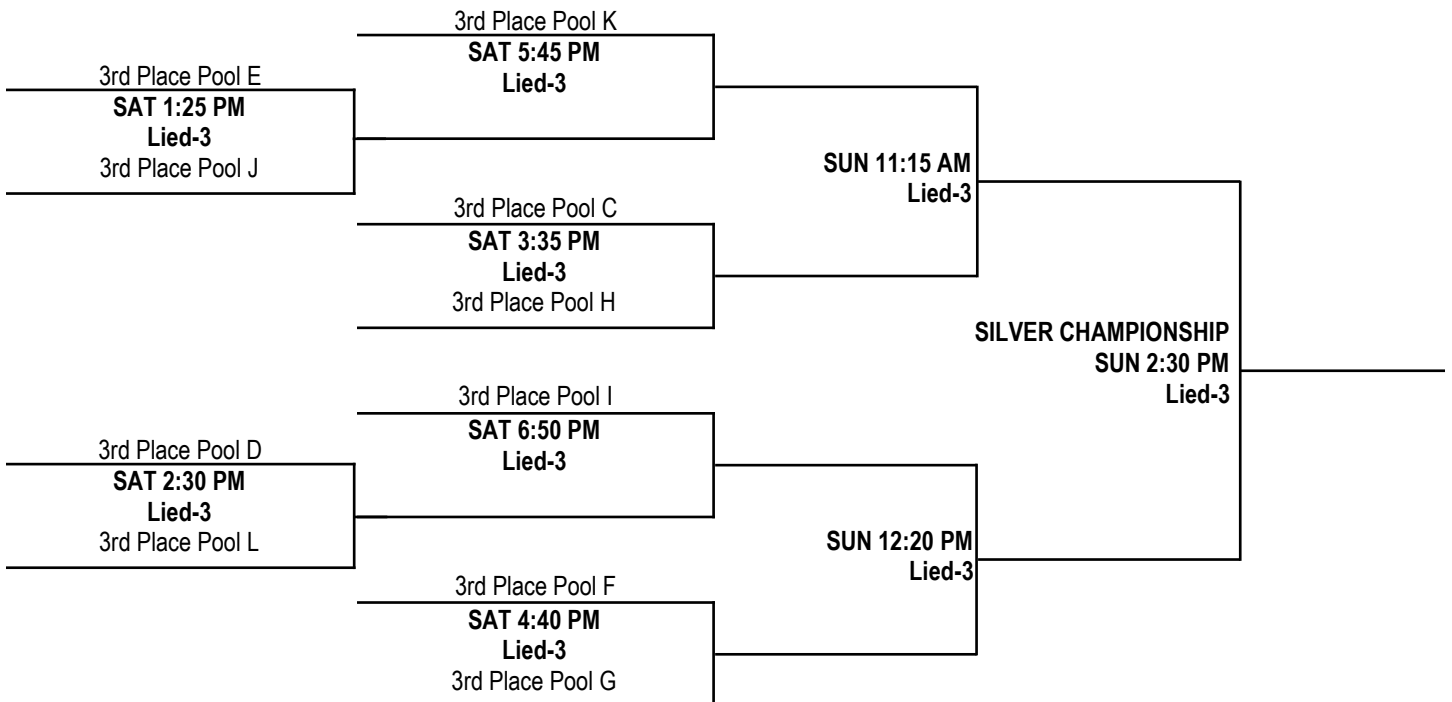 3rd Place Pool K
SAT 5:45 PM
Lied-3
3rd Place Pool E
SAT 1:25 PM
Lied-3
3rd Place Pool J
SUN 11:15 AM
Lied-3
3rd Place Pool C
SAT 3:35 PM
Lied-3
3rd Place Pool H
SILVER CHAMPIONSHIP
SUN 2:30 PM
Lied-3
3rd Place Pool I
SAT 6:50 PM
Lied-3
3rd Place Pool D
SAT 2:30 PM
Lied-3
3rd Place Pool L
SUN 12:20 PM
Lied-3
3rd Place Pool F
SAT 4:40 PM
Lied-3
3rd Place Pool G